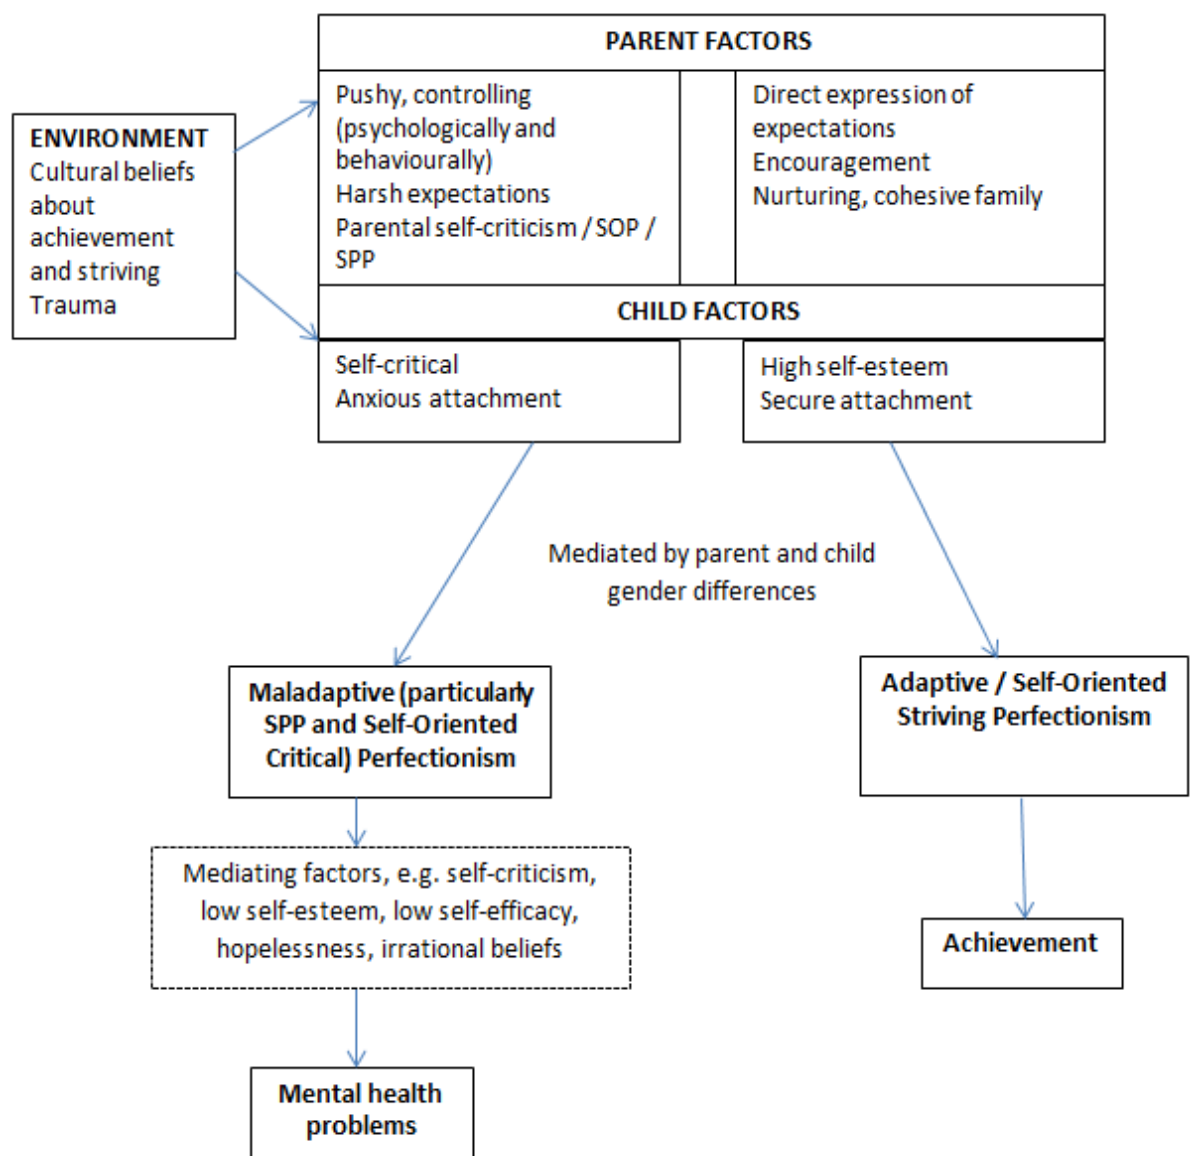 PARENT FACTORS
ENVIRONMENT
Cultural beliefs
about
achievement
and striving
Trauma
Pushy, controlling
(psychologically and
behaviourally)
Harsh expectations
Parental self-criticism / SOP /
SPP
Direct expression of
expectations
Encouragement
Nurturing, cohesive family
CHILD FACTORS
Self-critical
Anxious attachment
High self-esteem
Secure attachment
Mediated by parent and child
gender differences
Maladaptive (particularly
SPP and Self-Oriented
Critical) Perfectionism
Adaptive / Self-Oriented
Striving Perfectionism
Mediating factors, e.g. self-criticism,
low self-esteem, low self-efficacy,
hopelessness, irrational beliefs
Achievement
Mental health
problems